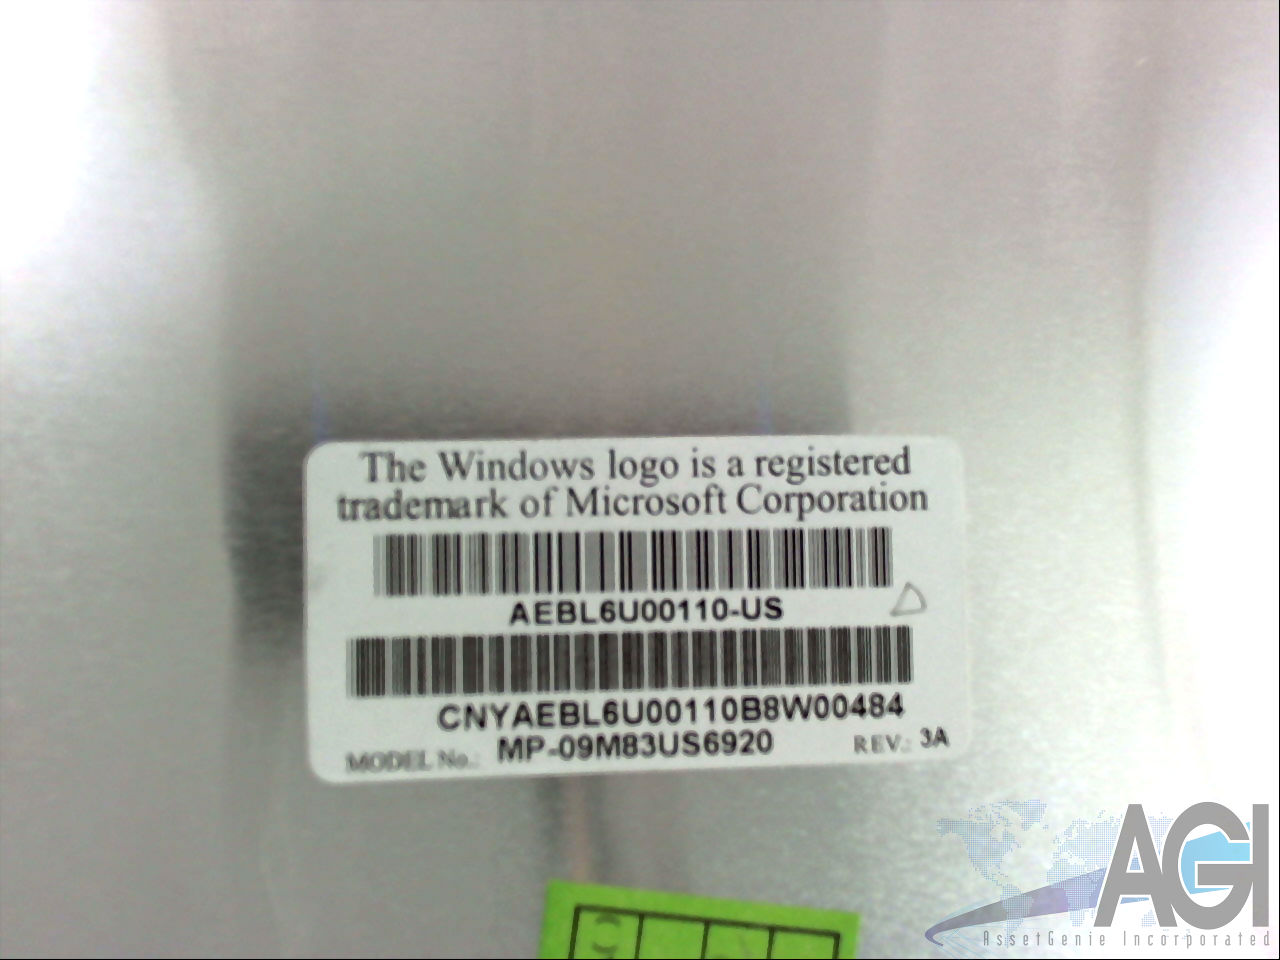 The Windows logo is a registered
trademark of Microsoft Corporation
AEBL6U00110-US
CNYAEBL6U00110B8W00484
MODEL No.: MP-09M83US6920 REV.: 3A
AGI
AssetGenie Incorporated